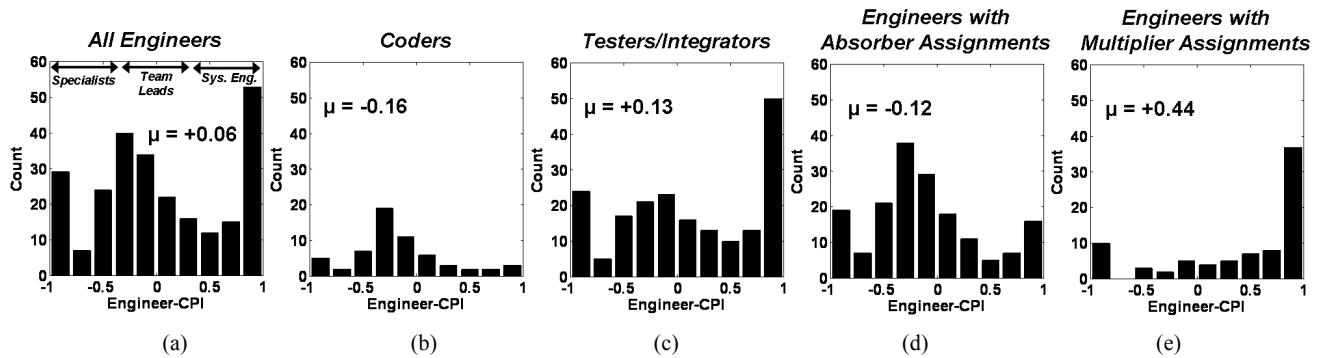 All Engineers
Specialists
Team
Leads
Sys. Eng.
μ = +0.06
Count
60
50
40
30
20
10
0
-1
-0.5
0
0.5
1
Engineer-CPI
(a)
Coders
μ = -0.16
Count
60
50
40
30
20
10
0
-1
-0.5
0
0.5
1
Engineer-CPI
(b)
Testers/Integrators
μ = +0.13
Count
60
50
40
30
20
10
0
-1
-0.5
0
0.5
1
Engineer-CPI
(c)
Engineers with
Absorber Assignments
μ = -0.12
Count
60
50
40
30
20
10
0
-1
-0.5
0
0.5
1
Engineer-CPI
(d)
Engineers with
Multiplier Assignments
μ = +0.44
Count
60
50
40
30
20
10
0
-1
-0.5
0
0.5
1
Engineer-CPI
(e)